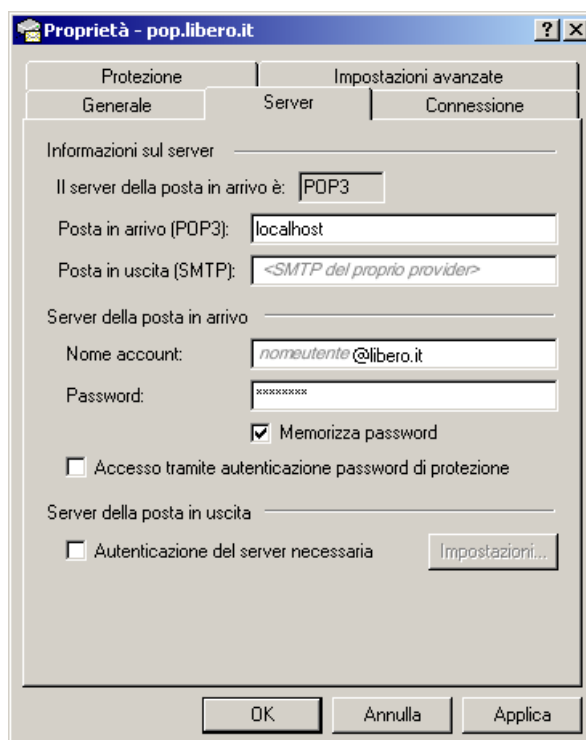 Proprietà - pop.libero.it
Protezione Impostazioni avanzate
Generale Server Connessione
Informazioni sul server
Il server della posta in arrivo è: POP3
Posta in arrivo (POP3): localhost
Posta in uscita (SMTP): <SMTP del proprio provider>
Server della posta in arrivo
Nome account: nomeutente @libero.it
Password: ********
Memorizza password
Accesso tramite autenticazione password di protezione
Server della posta in uscita
Autenticazione del server necessaria Impostazioni...
OK Annulla Applica